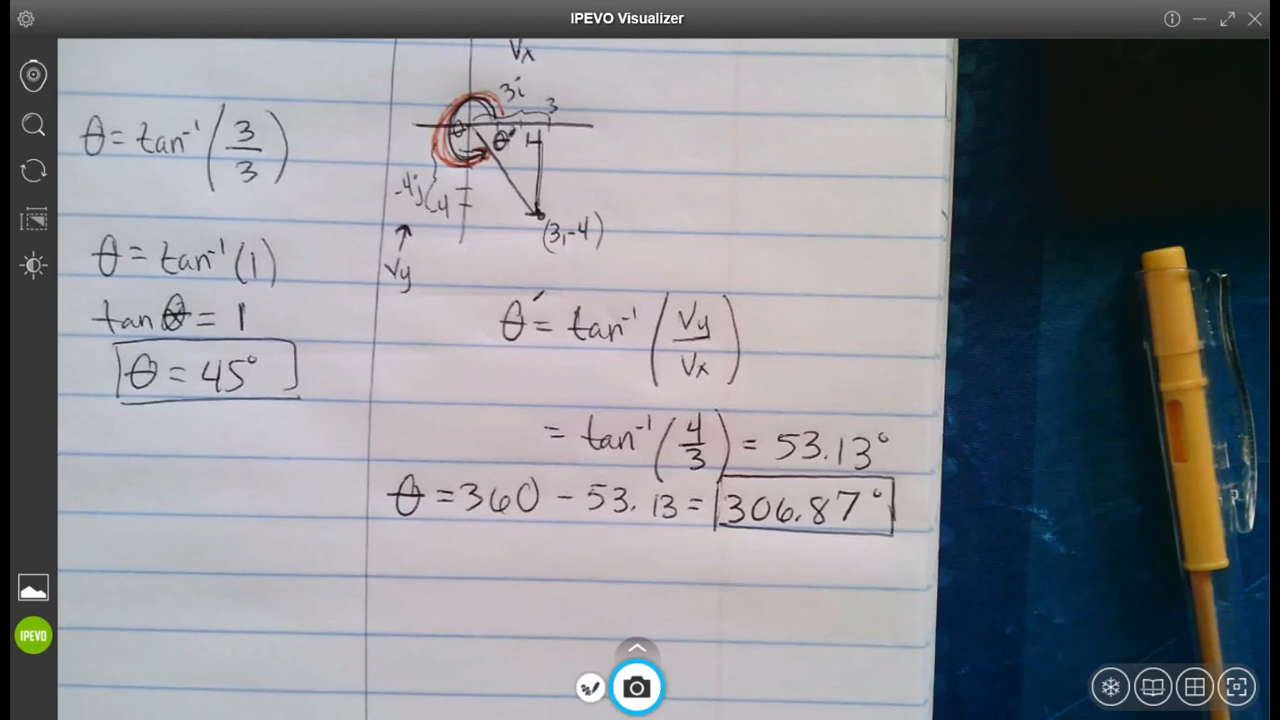 IPEVO Visualizer
Vx
3i
3
θ = tan⁻¹ (3/3)
θ
θ'
4
-4j
-4
(3,-4)
Vy
θ = tan⁻¹ (1)
tan θ = 1
θ = 45°
θ' = tan⁻¹ (Vy/Vx)
= tan⁻¹ (4/3) = 53.13°
θ = 360 - 53.13 = 306.87°
IPEVO